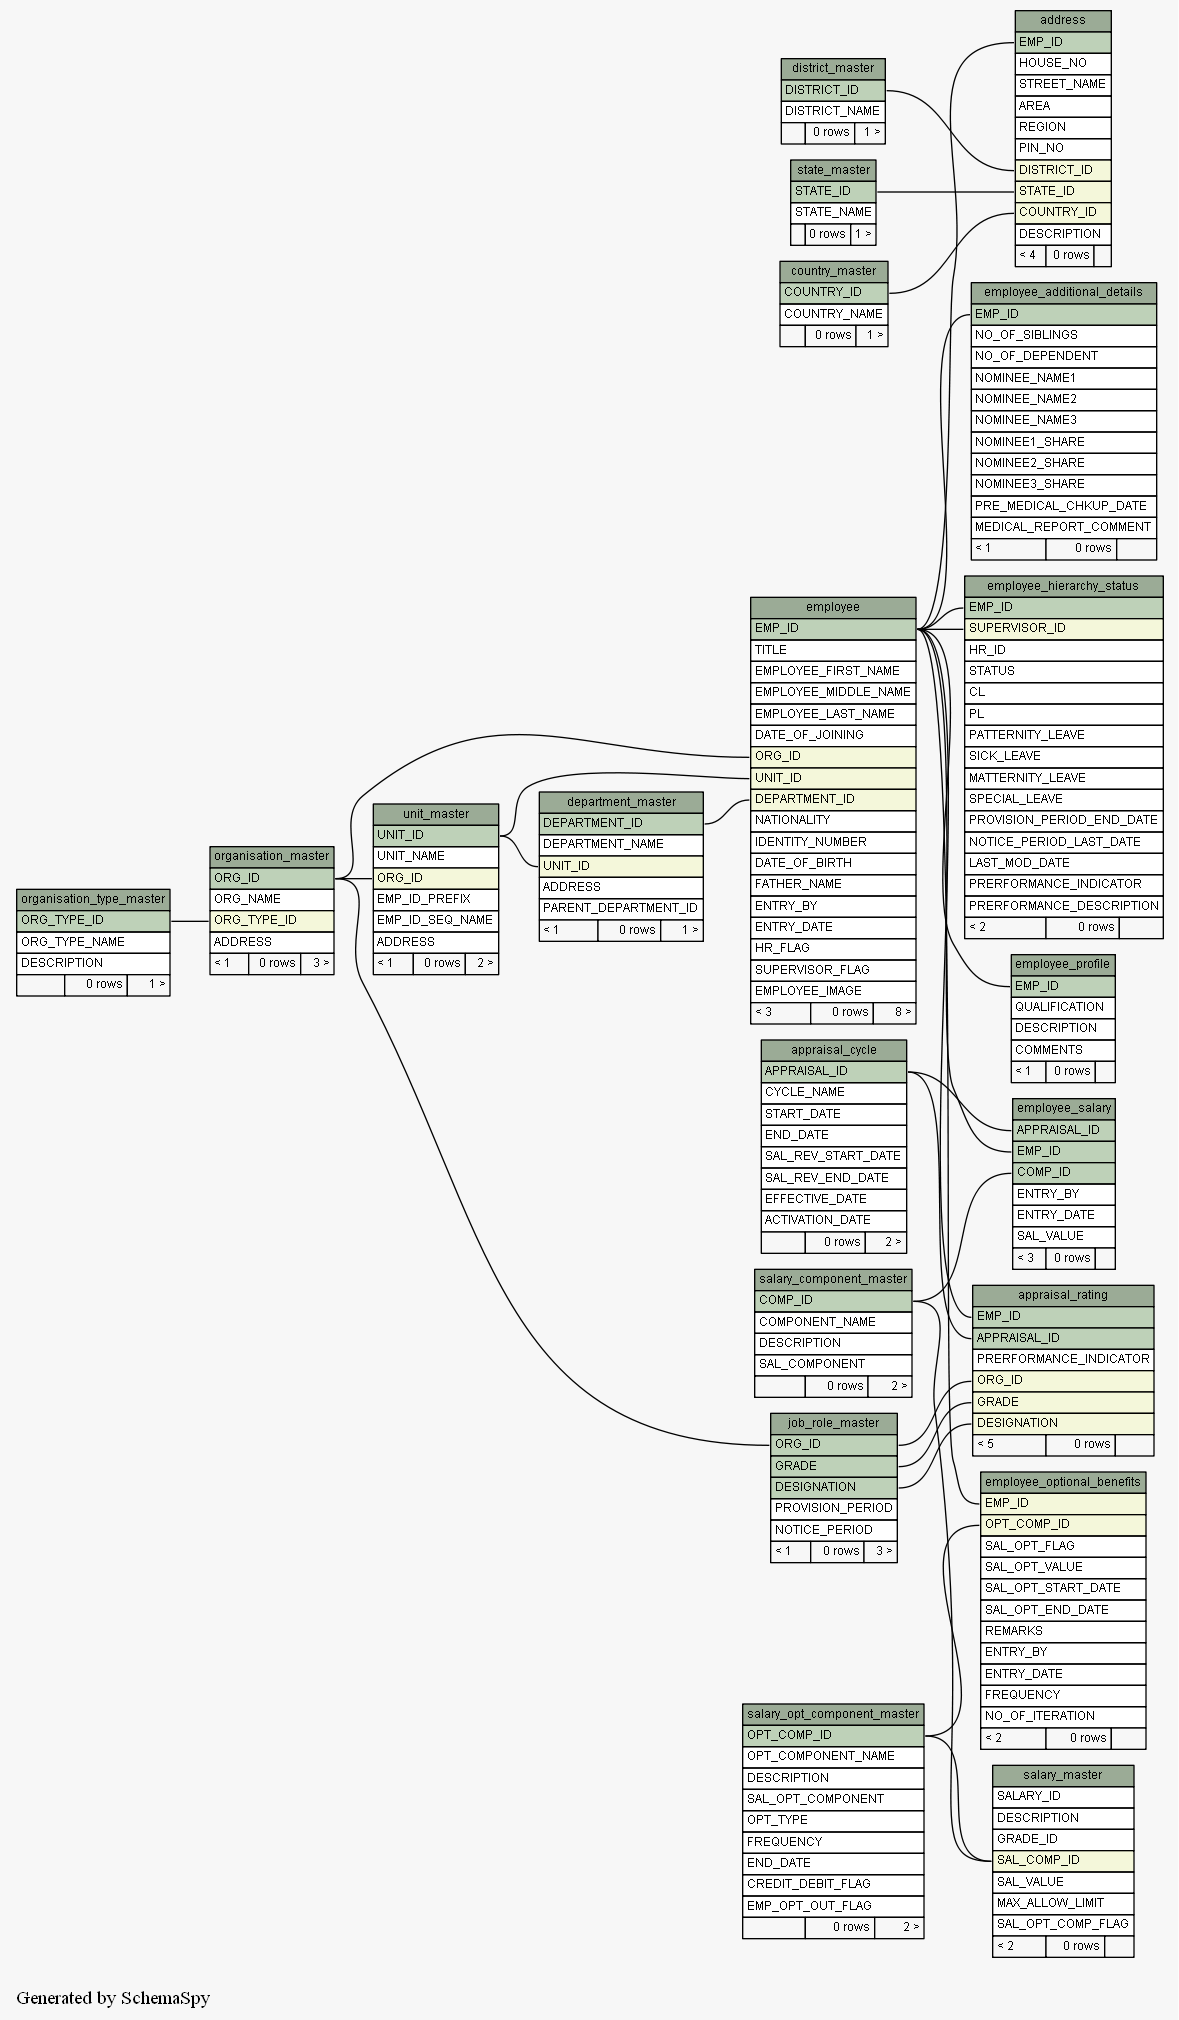 address
EMP_ID
HOUSE_NO
STREET_NAME
AREA
REGION
PIN_NO
DISTRICT_ID
STATE_ID
COUNTRY_ID
DESCRIPTION
< 4 0 rows
district_master
DISTRICT_ID
DISTRICT_NAME
0 rows 1 >
state_master
STATE_ID
STATE_NAME
0 rows 1 >
country_master
COUNTRY_ID
COUNTRY_NAME
0 rows 1 >
employee_additional_details
EMP_ID
NO_OF_SIBLINGS
NO_OF_DEPENDENT
NOMINEE_NAME1
NOMINEE_NAME2
NOMINEE_NAME3
NOMINEE1_SHARE
NOMINEE2_SHARE
NOMINEE3_SHARE
PRE_MEDICAL_CHKUP_DATE
MEDICAL_REPORT_COMMENT
< 1 0 rows
employee_hierarchy_status
EMP_ID
SUPERVISOR_ID
HR_ID
STATUS
CL
PL
PATTERNITY_LEAVE
SICK_LEAVE
MATTERNITY_LEAVE
SPECIAL_LEAVE
PROVISION_PERIOD_END_DATE
NOTICE_PERIOD_LAST_DATE
LAST_MOD_DATE
PRERFORMANCE_INDICATOR
PRERFORMANCE_DESCRIPTION
< 2 0 rows
employee
EMP_ID
TITLE
EMPLOYEE_FIRST_NAME
EMPLOYEE_MIDDLE_NAME
EMPLOYEE_LAST_NAME
DATE_OF_JOINING
ORG_ID
UNIT_ID
DEPARTMENT_ID
NATIONALITY
IDENTITY_NUMBER
DATE_OF_BIRTH
FATHER_NAME
ENTRY_BY
ENTRY_DATE
HR_FLAG
SUPERVISOR_FLAG
EMPLOYEE_IMAGE
< 3 0 rows 8 >
department_master
DEPARTMENT_ID
DEPARTMENT_NAME
UNIT_ID
ADDRESS
PARENT_DEPARTMENT_ID
< 1 0 rows 1 >
unit_master
UNIT_ID
UNIT_NAME
ORG_ID
EMP_ID_PREFIX
EMP_ID_SEQ_NAME
ADDRESS
< 1 0 rows 2 >
organisation_master
ORG_ID
ORG_NAME
ORG_TYPE_ID
ADDRESS
< 1 0 rows 3 >
organisation_type_master
ORG_TYPE_ID
ORG_TYPE_NAME
DESCRIPTION
0 rows 1 >
employee_profile
EMP_ID
QUALIFICATION
DESCRIPTION
COMMENTS
< 1 0 rows
appraisal_cycle
APPRAISAL_ID
CYCLE_NAME
START_DATE
END_DATE
SAL_REV_START_DATE
SAL_REV_END_DATE
EFFECTIVE_DATE
ACTIVATION_DATE
0 rows 2 >
employee_salary
APPRAISAL_ID
EMP_ID
COMP_ID
ENTRY_BY
ENTRY_DATE
SAL_VALUE
< 3 0 rows
salary_component_master
COMP_ID
COMPONENT_NAME
DESCRIPTION
SAL_COMPONENT
0 rows 2 >
appraisal_rating
EMP_ID
APPRAISAL_ID
PRERFORMANCE_INDICATOR
ORG_ID
GRADE
DESIGNATION
< 5 0 rows
job_role_master
ORG_ID
GRADE
DESIGNATION
PROVISION_PERIOD
NOTICE_PERIOD
< 1 0 rows 3 >
employee_optional_benefits
EMP_ID
OPT_COMP_ID
SAL_OPT_FLAG
SAL_OPT_VALUE
SAL_OPT_START_DATE
SAL_OPT_END_DATE
REMARKS
ENTRY_BY
ENTRY_DATE
FREQUENCY
NO_OF_ITERATION
< 2 0 rows
salary_opt_component_master
OPT_COMP_ID
OPT_COMPONENT_NAME
DESCRIPTION
SAL_OPT_COMPONENT
OPT_TYPE
FREQUENCY
END_DATE
CREDIT_DEBIT_FLAG
EMP_OPT_OUT_FLAG
0 rows 2 >
salary_master
SALARY_ID
DESCRIPTION
GRADE_ID
SAL_COMP_ID
SAL_VALUE
MAX_ALLOW_LIMIT
SAL_OPT_COMP_FLAG
< 2 0 rows
Generated by SchemaSpy